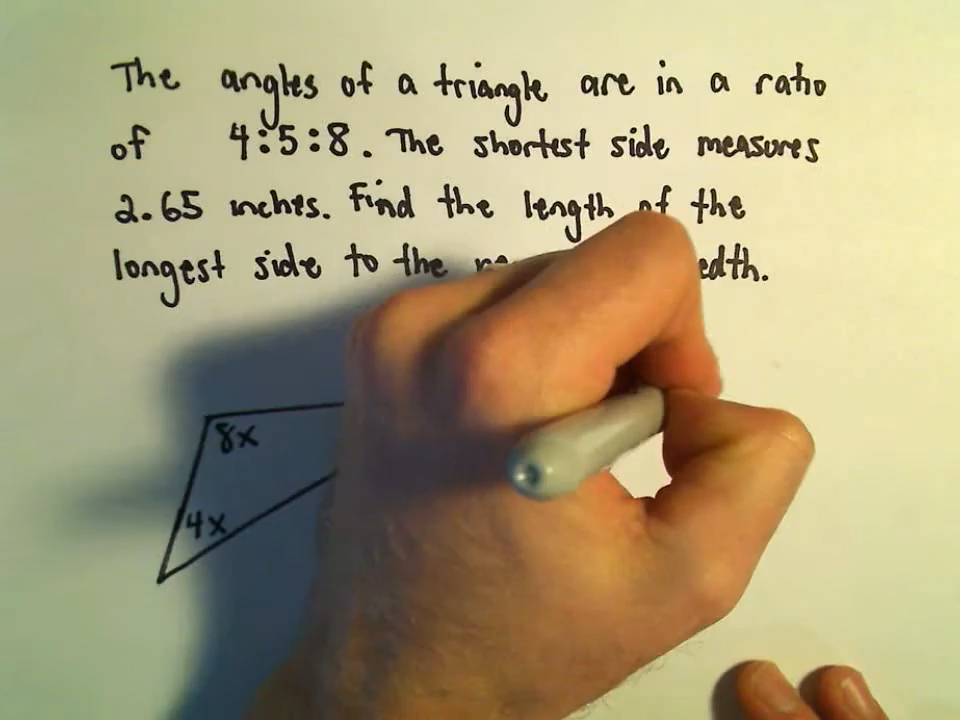 The angles of a triangle are in a ratio
of 4:5:8. The shortest side measures
2.65 inches. Find the length of the
longest side to the
8x
4x